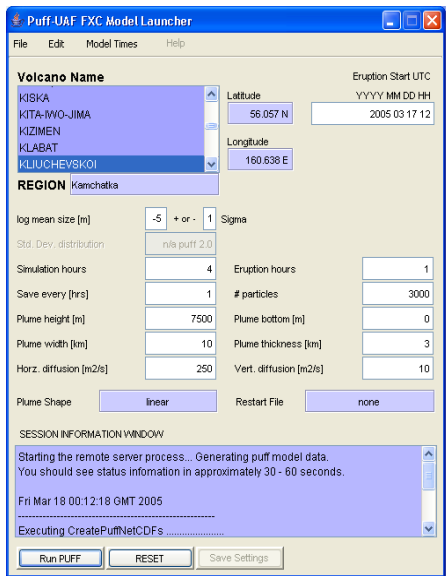 Puff-UAF FXC Model Launcher
File Edit Model Times Help
Volcano Name
Eruption Start UTC
KISKA
KITA-IWO-JIMA
KIZIMEN
KLABAT
KLIUCHEVSKOI
Latitude
YYYY MM DD HH
56.057 N
2005 03 17 12
Longitude
160.638 E
REGION Kamchatka
log mean size [m] -5 + or - 1 Sigma
Std. Dev. distribution n/a puff 2.0
Simulation hours 4 Eruption hours 1
Save every [hrs] 1 # particles 3000
Plume height [m] 7500 Plume bottom [m] 0
Plume width [km] 10 Plume thickness [km] 3
Horz. diffusion [m2/s] 250 Vert. diffusion [m2/s] 10
Plume Shape linear Restart File none
SESSION INFORMATION WINDOW
Starting the remote server process... Generating puff model data.
You should see status infomation in approximately 30 - 60 seconds.
Fri Mar 18 00:12:18 GMT 2005
------------------------------------------------------
Executing CreatePuffNetCDFs ......................
Run PUFF RESET Save Settings